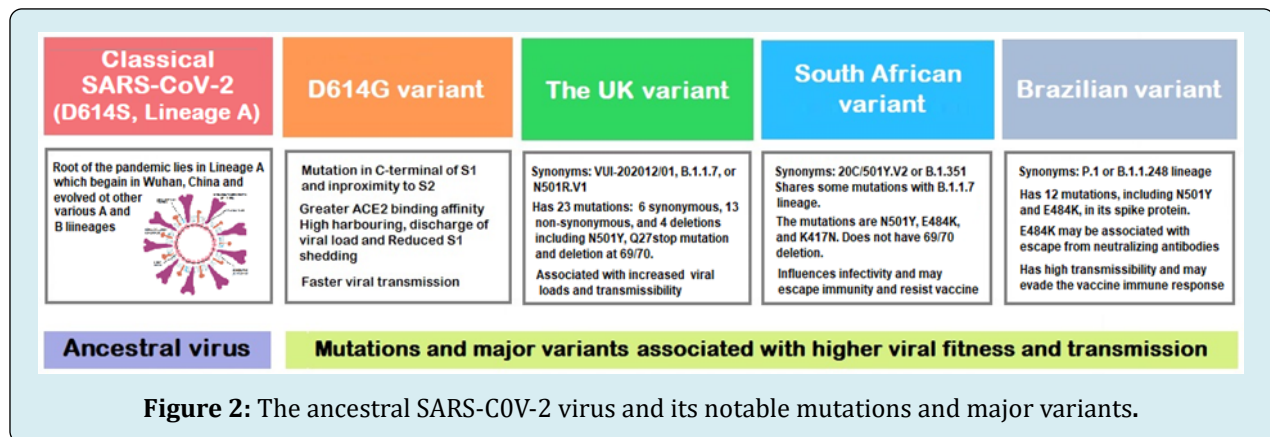 Classical
SARS-CoV-2
(D614S, Lineage A)
Root of the pandemic lies in Lineage A
which begain in Wuhan, China and
evolved ot other
various A and
B liineages
D614G variant
Mutation in C-terminal of S1
and inproximity to S2
Greater ACE2 binding affinity
High harbouring, discharge of
viral load and Reduced S1
shedding
Faster viral transmission
The UK variant
Synonyms: VUI-202012/01, B.1.1.7, or
N501R.V1
Has 23 mutations: 6 synonymous, 13
non-synonymous, and 4 deletions
including N501Y, Q27stop mutation
and deletion at 69/70.
Associated with increased viral
loads and transmissibility
South African
variant
Synonyms: 20C/501Y.V2 or B.1.351
Shares some mutations with B.1.1.7
lineage.
The mutations are N501Y, E484K,
and K417N. Does not have 69/70
deletion.
Influences infectivity and may
escape immunity and resist vaccine
Brazilian variant
Synonyms: P.1 or B.1.1.248 lineage
Has 12 mutations, including N501Y
and E484K, in its spike protein.
E484K may be associated with
escape from neutralizing antibodies
Has high transmissibility and may
evade the vaccine immune response
Ancestral virus
Mutations and major variants associated with higher viral fitness and transmission
Figure 2: The ancestral SARS-C0V-2 virus and its notable mutations and major variants.